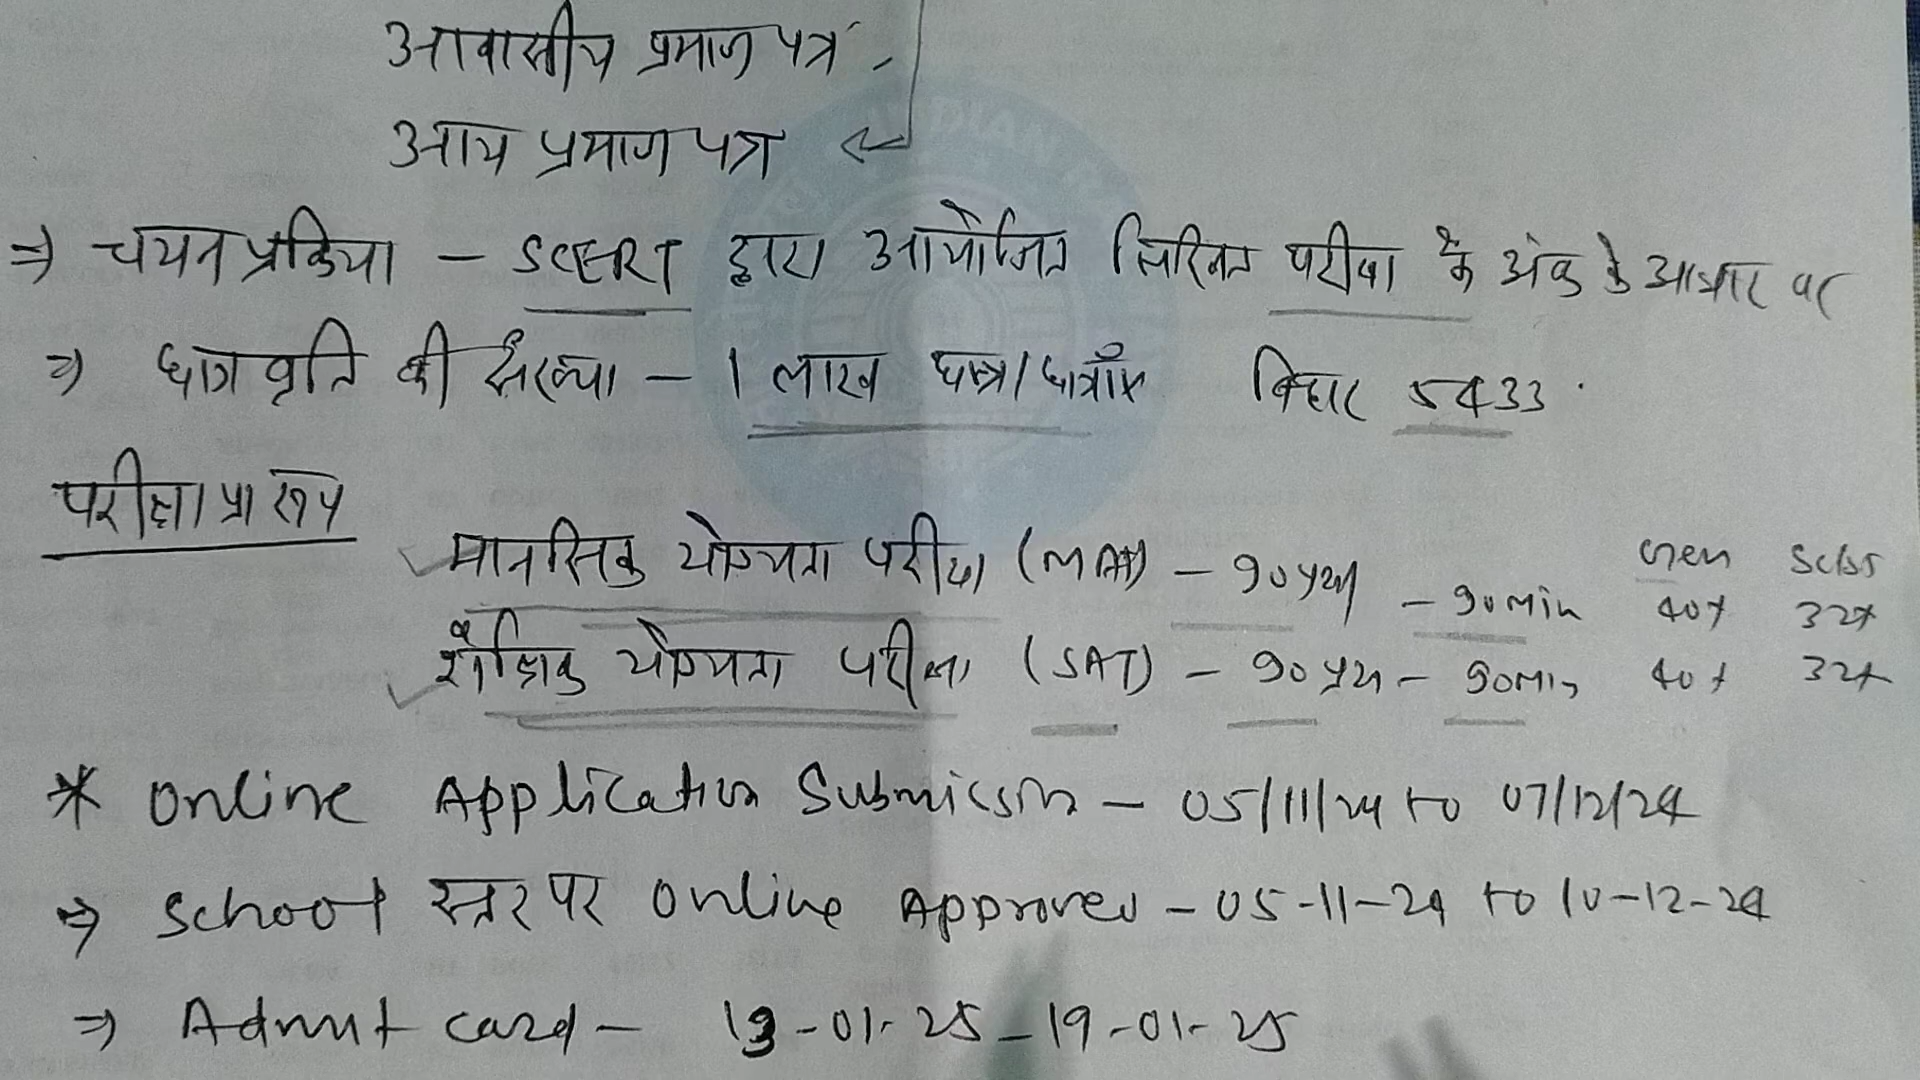 आवासीय प्रमाण पत्र
आय प्रमाण पत्र
⇒ चयन प्रक्रिया – SCERT द्वारा आयोजित लिखित परीक्षा के अंक के आधार पर
⇒ छात्रवृति की संख्या – 1 लाख छात्र/छात्राँए बिहार 5433
परीक्षा प्रारूप
Gen SC/ST
मानसिक योग्यता परीक्षा (MAT) – 90 प्रश्न – 90 Min 40% 32%
शैक्षिक योग्यता परीक्षा (SAT) – 90 प्रश्न – 90 Min 40% 32%
* Online Application Submission – 05/11/24 to 07/12/24
⇒ School स्तर पर Online Approved – 05-11-24 to 10-12-24
⇒ Admit card – 13-01-25 – 19-01-25